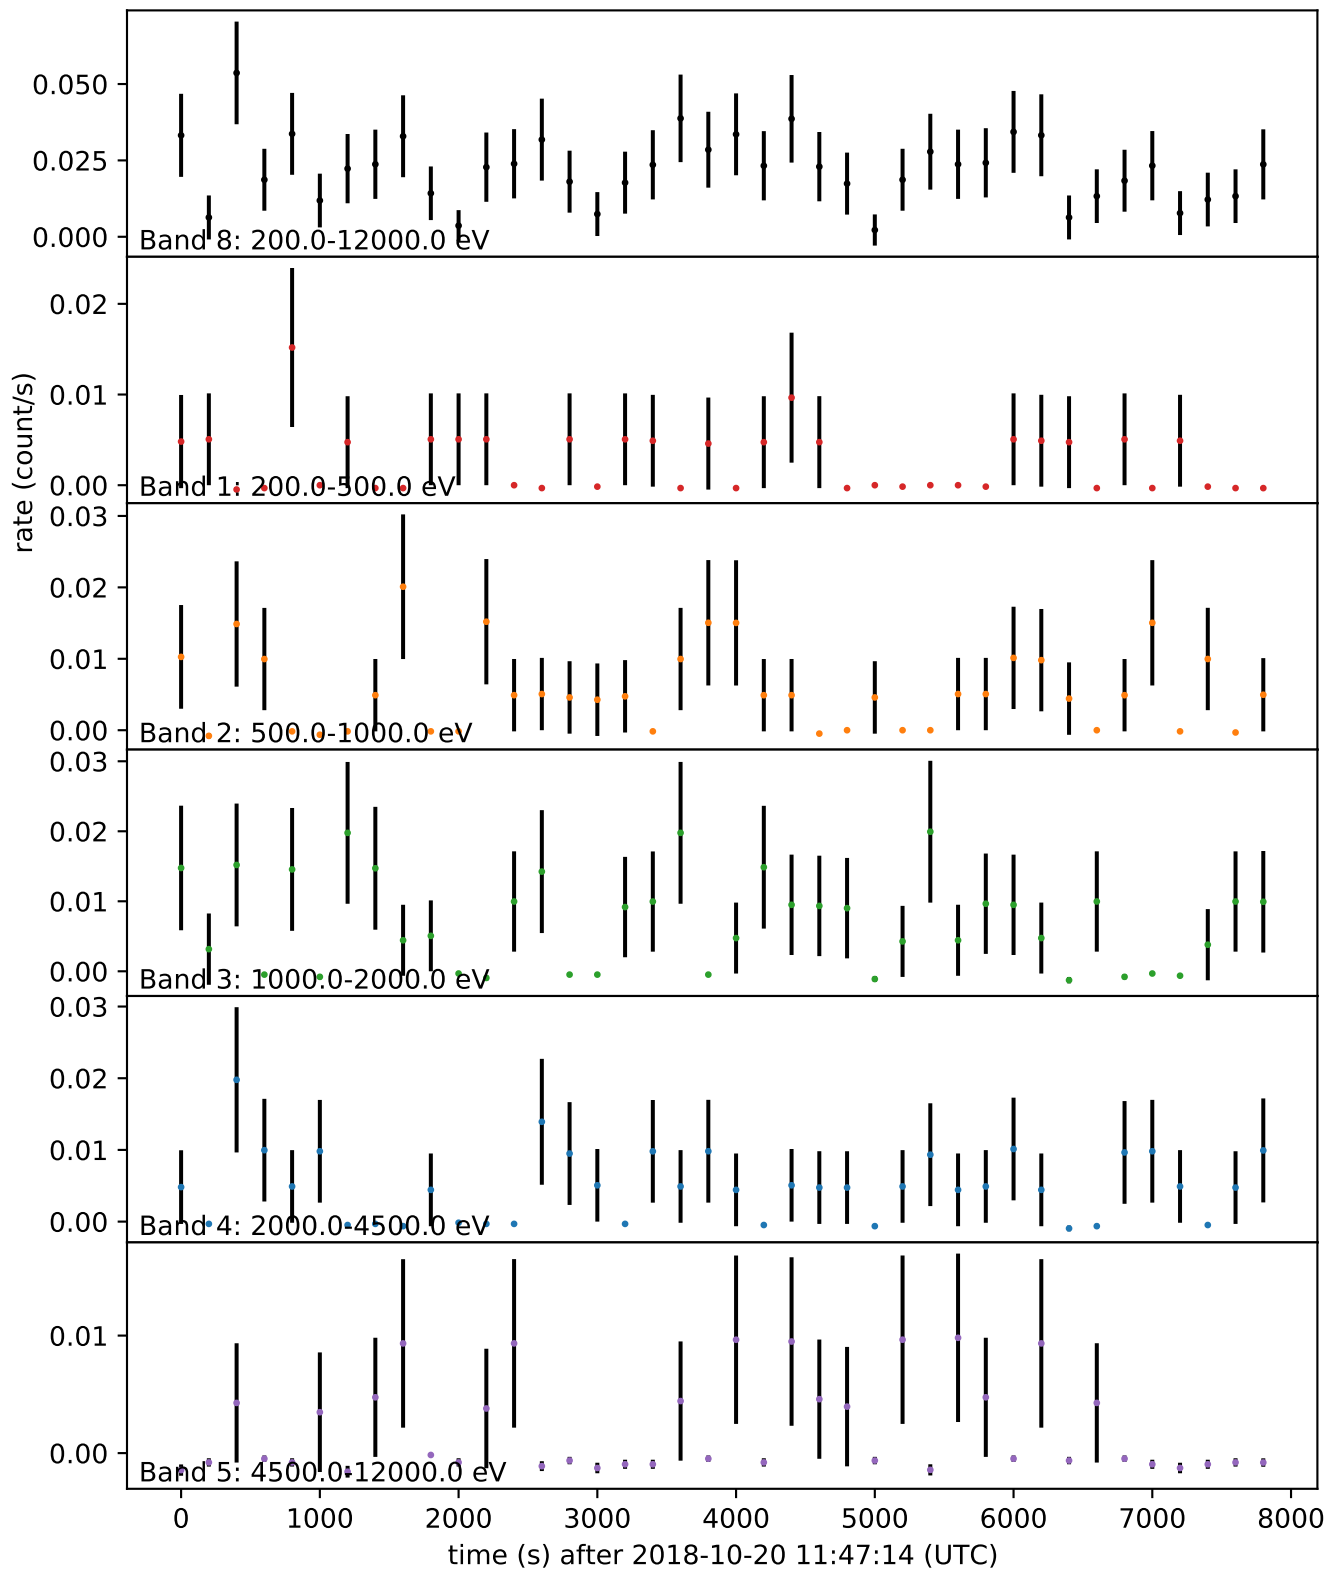 0.050
0.025
0.000
Band 8: 200.0-12000.0 eV
0.02
0.01
0.00
Band 1: 200.0-500.0 eV
rate (count/s)
0.03
0.02
0.01
0.00
Band 2: 500.0-1000.0 eV
0.03
0.02
0.01
0.00
Band 3: 1000.0-2000.0 eV
0.03
0.02
0.01
0.00
Band 4: 2000.0-4500.0 eV
0.01
0.00
Band 5: 4500.0-12000.0 eV
0 1000 2000 3000 4000 5000 6000 7000 8000
time (s) after 2018-10-20 11:47:14 (UTC)